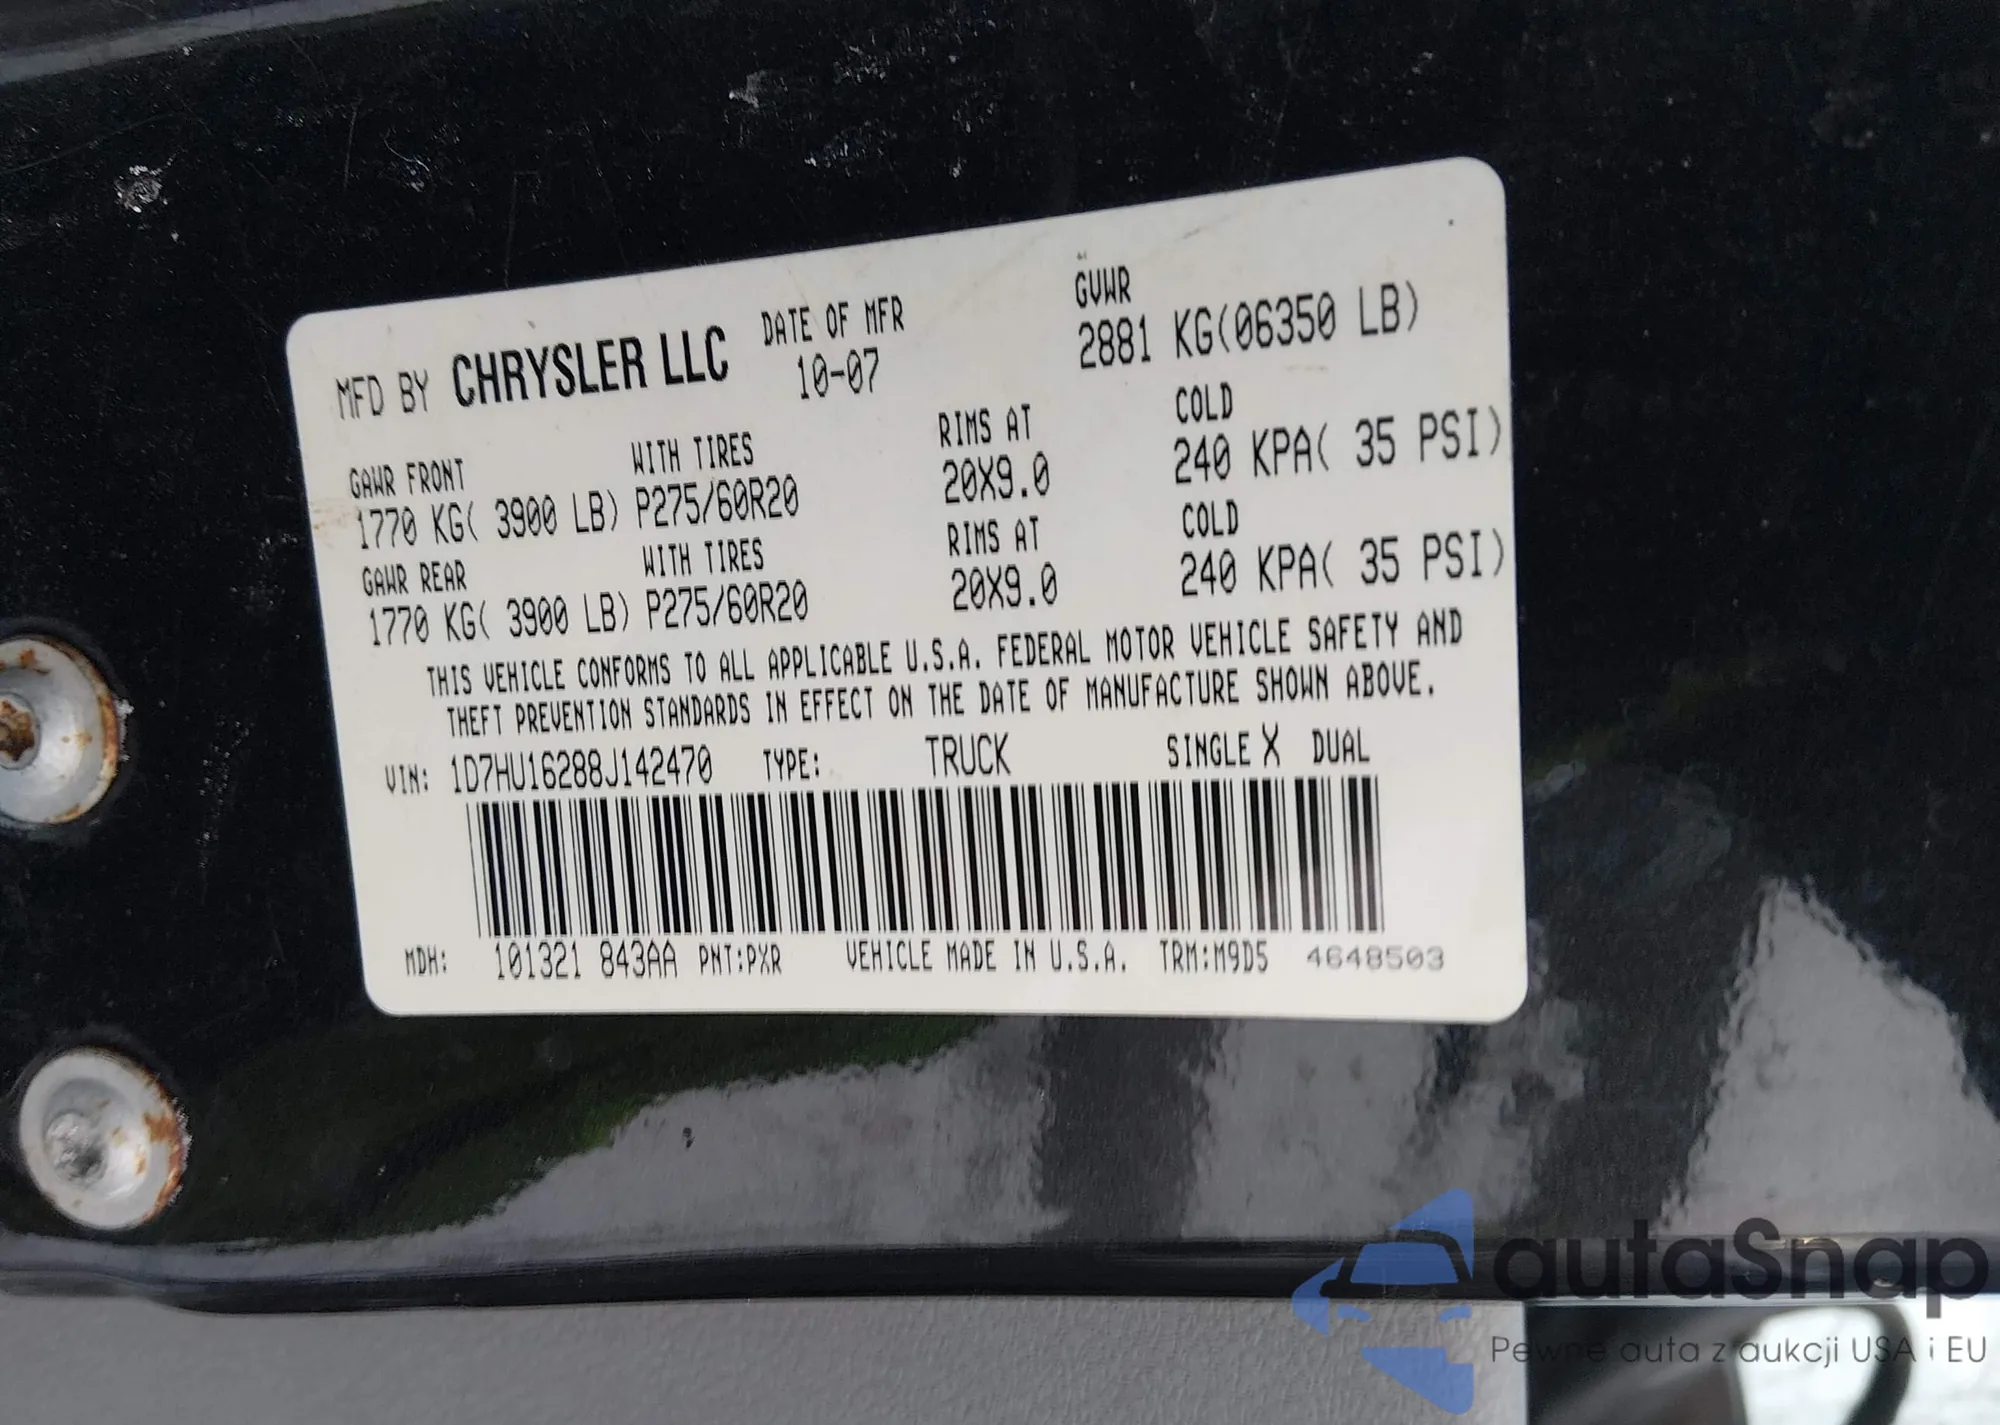 MFD BY CHRYSLER LLC DATE OF MFR GVWR
10-07 2881 KG(06350 LB)
GAWR FRONT WITH TIRES RIMS AT COLD
1770 KG( 3900 LB) P275/60R20 20X9.0 240 KPA( 35 PSI)
GAWR REAR WITH TIRES RIMS AT COLD
1770 KG( 3900 LB) P275/60R20 20X9.0 240 KPA( 35 PSI)
THIS VEHICLE CONFORMS TO ALL APPLICABLE U.S.A. FEDERAL MOTOR VEHICLE SAFETY AND
THEFT PREVENTION STANDARDS IN EFFECT ON THE DATE OF MANUFACTURE SHOWN ABOVE.
VIN: 1D7HU16288J142470 TYPE: TRUCK SINGLE X DUAL
MDH: 101321 843AA PNT:PXR VEHICLE MADE IN U.S.A. TRM:M9D5 4648503
autaSnap
Pewne auta z aukcji USA i EU